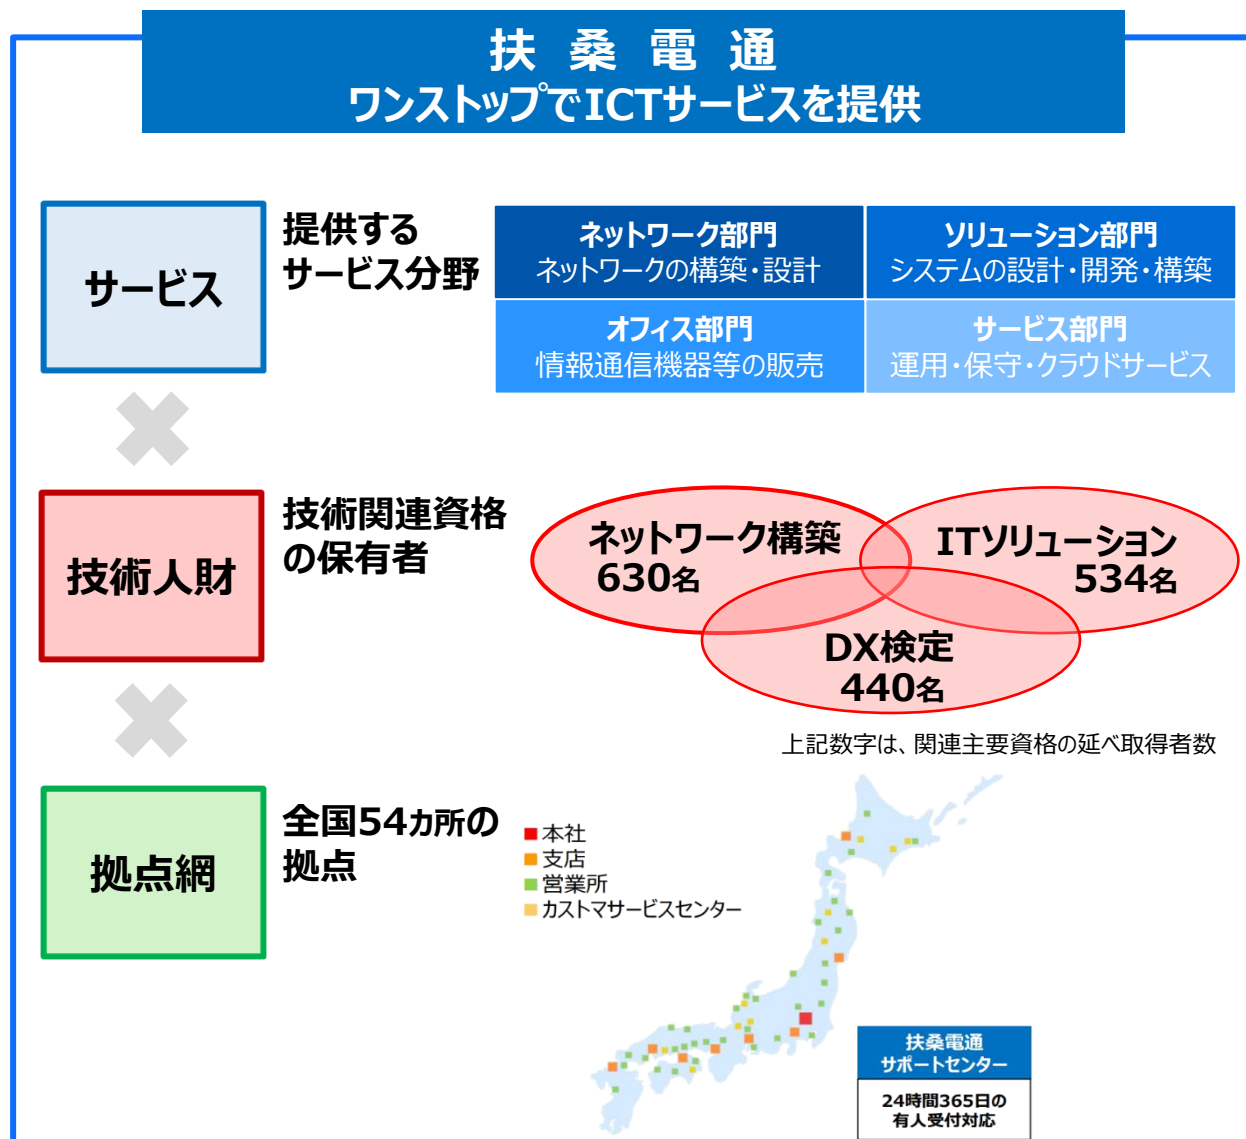 扶桑電通
ワンストップでICTサービスを提供
サービス
提供する
サービス分野
ネットワーク部門
ネットワークの構築・設計
ソリューション部門
システムの設計・開発・構築
オフィス部門
情報通信機器等の販売
サービス部門
運用・保守・クラウドサービス
技術人財
技術関連資格
の保有者
ネットワーク構築
630名
ITソリューション
534名
DX検定
440名
上記数字は、関連主要資格の延べ取得者数
拠点網
全国54カ所の
拠点
本社
支店
営業所
カストマサービスセンター
扶桑電通
サポートセンター
24時間365日の
有人受付対応